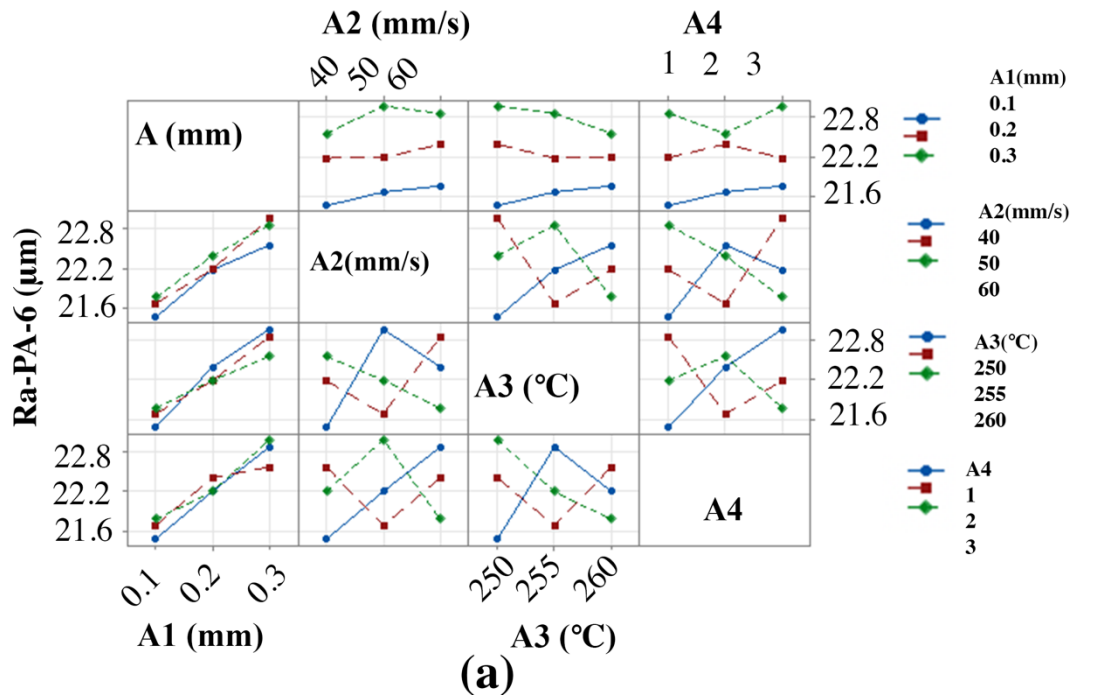 A2 (mm/s)
A4
40 50 60
1 2 3
A (mm)
22.8
22.2
21.6
A1(mm)
0.1
0.2
0.3
Ra-PA-6 (µm)
22.8
22.2
21.6
A2(mm/s)
A2(mm/s)
40
50
60
A3 (°C)
22.8
22.2
21.6
A3(°C)
250
255
260
22.8
22.2
21.6
A4
A4
1
2
3
0.1 0.2 0.3
250 255 260
A1 (mm)
A3 (°C)
(a)